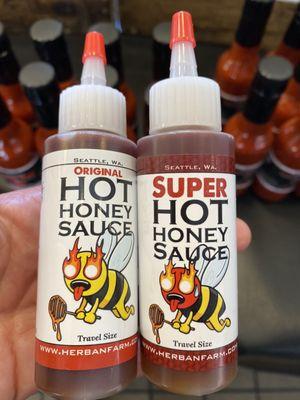 SEATTLE, WA.
ORIGINAL
HOT
HONEY
SAUCE
Travel Size
WWW.HERBANFARM.CO
SEATTLE, WA.
SUPER
HOT
HONEY
SAUCE
Travel Size
WWW.HERBANFARM.COM